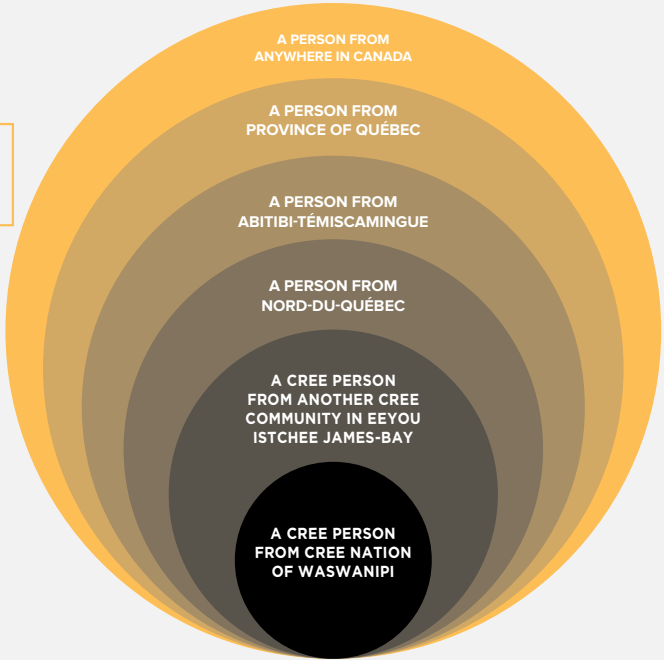 A PERSON FROM
ANYWHERE IN CANADA
A PERSON FROM
PROVINCE OF QUÉBEC
A PERSON FROM
ABITIBI-TÉMISCAMINGUE
A PERSON FROM
NORD-DU-QUÉBEC
A CREE PERSON
FROM ANOTHER CREE
COMMUNITY IN EEYOU
ISTCHEE JAMES-BAY
A CREE PERSON
FROM CREE NATION
OF WASWANIPI